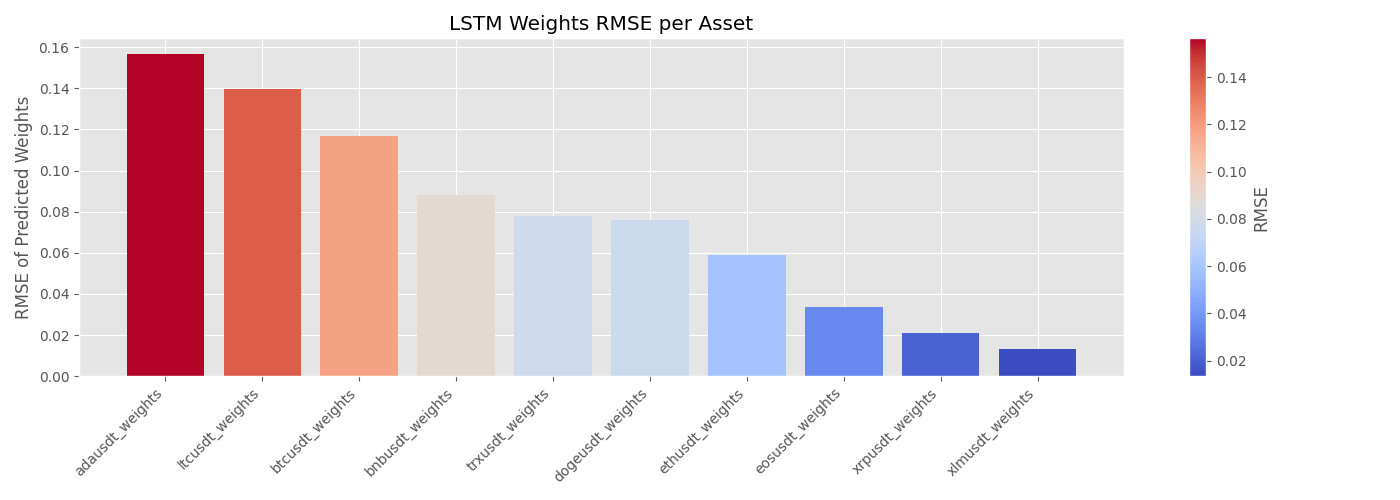 LSTM Weights RMSE per Asset
RMSE of Predicted Weights
0.16
0.14
0.12
0.10
0.08
0.06
0.04
0.02
0.00
adausdt_weights
ltcusdt_weights
btcusdt_weights
bnbusdt_weights
trxusdt_weights
dogeusdt_weights
ethusdt_weights
eosusdt_weights
xrpusdt_weights
xlmusdt_weights
0.14
0.12
0.10
0.08
0.06
0.04
0.02
RMSE